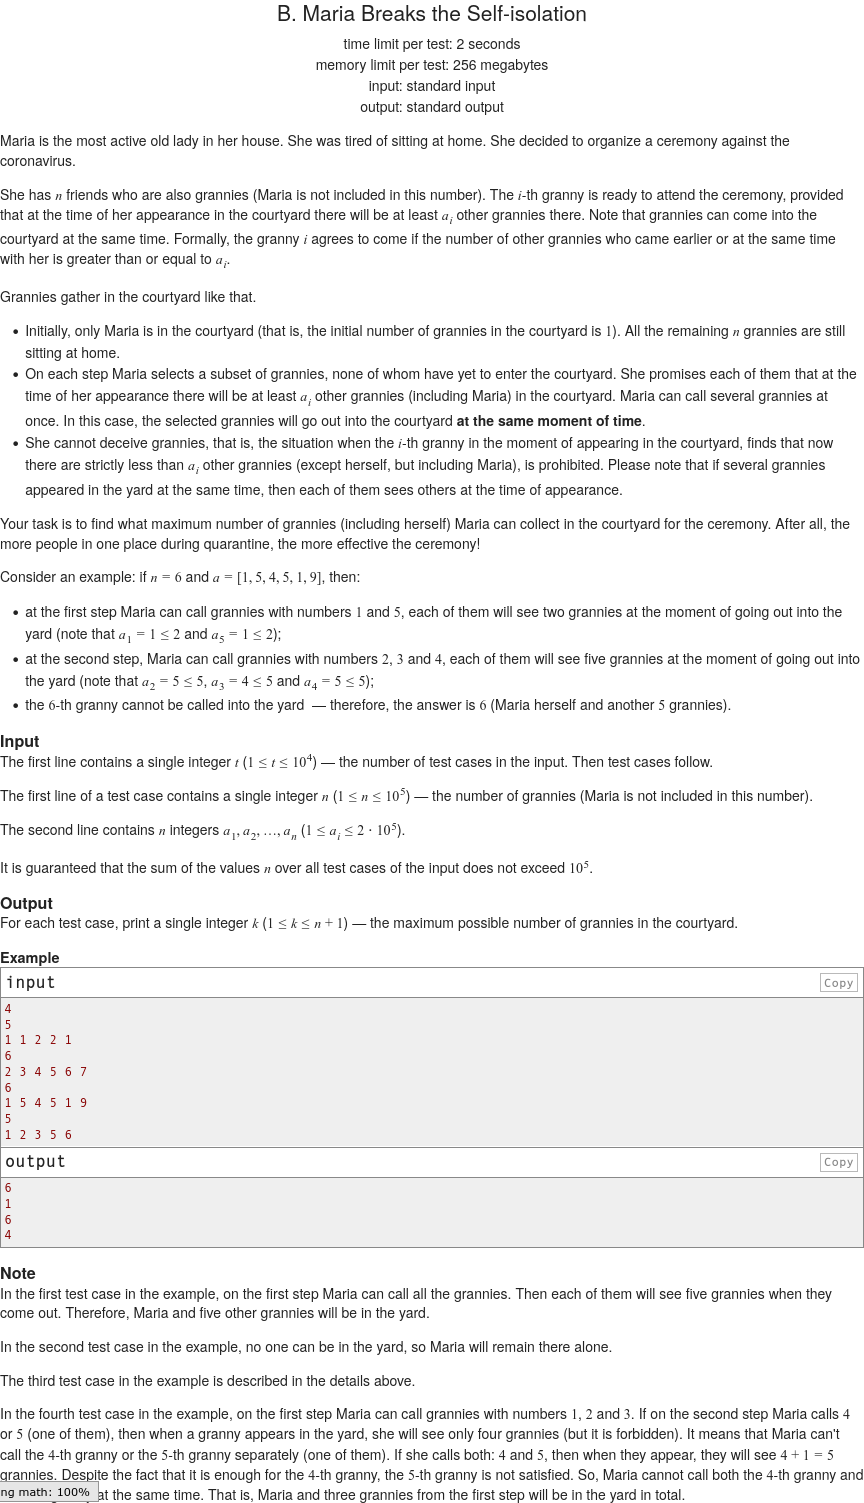 B. Maria Breaks the Self-isolation
time limit per test: 2 seconds
memory limit per test: 256 megabytes
input: standard input
output: standard output
Maria is the most active old lady in her house. She was tired of sitting at home. She decided to organize a ceremony against the
coronavirus.
She has n friends who are also grannies (Maria is not included in this number). The i-th granny is ready to attend the ceremony, provided
that at the time of her appearance in the courtyard there will be at least a_i other grannies there. Note that grannies can come into the
courtyard at the same time. Formally, the granny i agrees to come if the number of other grannies who came earlier or at the same time
with her is greater than or equal to a_i.
Grannies gather in the courtyard like that.
• Initially, only Maria is in the courtyard (that is, the initial number of grannies in the courtyard is 1). All the remaining n grannies are still
sitting at home.
• On each step Maria selects a subset of grannies, none of whom have yet to enter the courtyard. She promises each of them that at the
time of her appearance there will be at least a_i other grannies (including Maria) in the courtyard. Maria can call several grannies at
once. In this case, the selected grannies will go out into the courtyard at the same moment of time.
• She cannot deceive grannies, that is, the situation when the i-th granny in the moment of appearing in the courtyard, finds that now
there are strictly less than a_i other grannies (except herself, but including Maria), is prohibited. Please note that if several grannies
appeared in the yard at the same time, then each of them sees others at the time of appearance.
Your task is to find what maximum number of grannies (including herself) Maria can collect in the courtyard for the ceremony. After all, the
more people in one place during quarantine, the more effective the ceremony!
Consider an example: if n = 6 and a = [1, 5, 4, 5, 1, 9], then:
• at the first step Maria can call grannies with numbers 1 and 5, each of them will see two grannies at the moment of going out into the
yard (note that a_1 = 1 ≤ 2 and a_5 = 1 ≤ 2);
• at the second step, Maria can call grannies with numbers 2, 3 and 4, each of them will see five grannies at the moment of going out into
the yard (note that a_2 = 5 ≤ 5, a_3 = 4 ≤ 5 and a_4 = 5 ≤ 5);
• the 6-th granny cannot be called into the yard — therefore, the answer is 6 (Maria herself and another 5 grannies).
Input
The first line contains a single integer t (1 ≤ t ≤ 10^4) — the number of test cases in the input. Then test cases follow.
The first line of a test case contains a single integer n (1 ≤ n ≤ 10^5) — the number of grannies (Maria is not included in this number).
The second line contains n integers a_1, a_2, …, a_n (1 ≤ a_i ≤ 2 · 10^5).
It is guaranteed that the sum of the values n over all test cases of the input does not exceed 10^5.
Output
For each test case, print a single integer k (1 ≤ k ≤ n + 1) — the maximum possible number of grannies in the courtyard.
Example
input Copy
4
5
1 1 2 2 1
6
2 3 4 5 6 7
6
1 5 4 5 1 9
5
1 2 3 5 6
output Copy
6
1
6
4
Note
In the first test case in the example, on the first step Maria can call all the grannies. Then each of them will see five grannies when they
come out. Therefore, Maria and five other grannies will be in the yard.
In the second test case in the example, no one can be in the yard, so Maria will remain there alone.
The third test case in the example is described in the details above.
In the fourth test case in the example, on the first step Maria can call grannies with numbers 1, 2 and 3. If on the second step Maria calls 4
or 5 (one of them), then when a granny appears in the yard, she will see only four grannies (but it is forbidden). It means that Maria can't
call the 4-th granny or the 5-th granny separately (one of them). If she calls both: 4 and 5, then when they appear, they will see 4 + 1 = 5
grannies. Despite the fact that it is enough for the 4-th granny, the 5-th granny is not satisfied. So, Maria cannot call both the 4-th granny and
ng math: 100% at the same time. That is, Maria and three grannies from the first step will be in the yard in total.